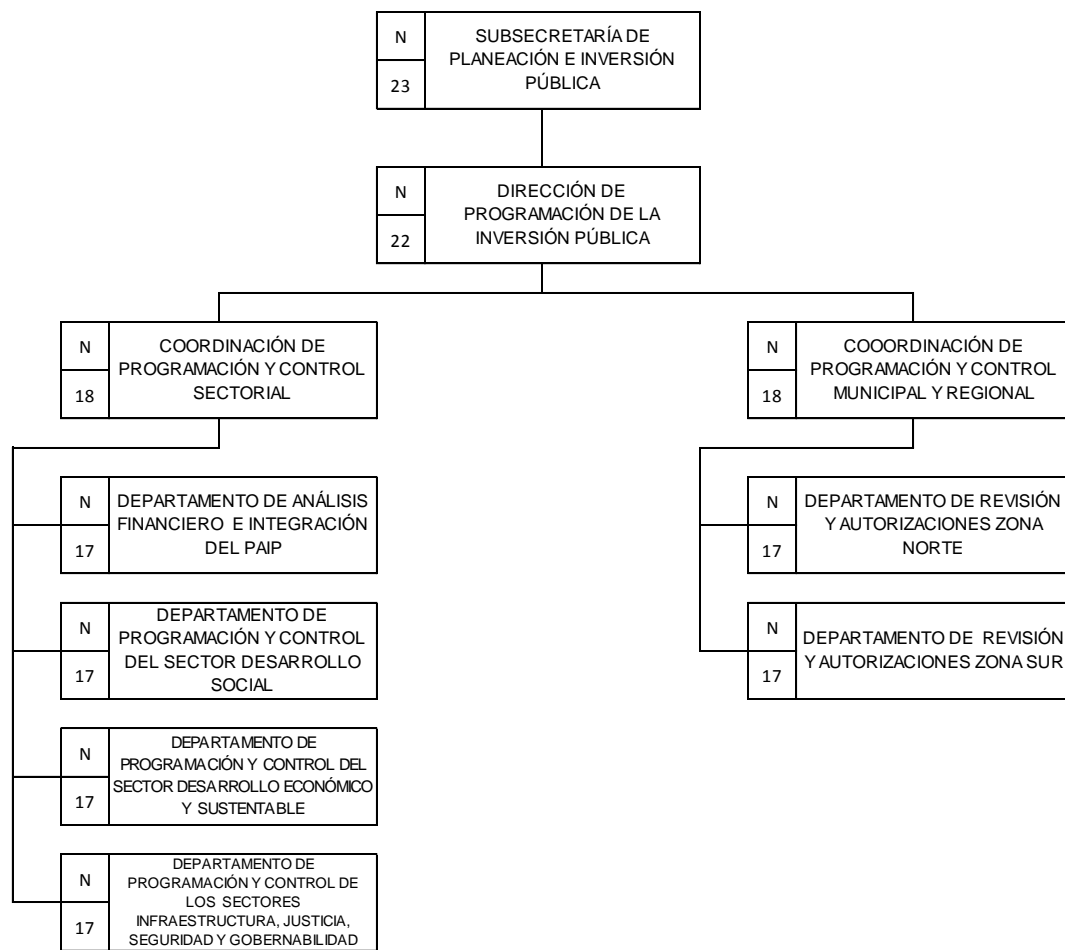 N
23
SUBSECRETARÍA DE
PLANEACIÓN E INVERSIÓN
PÚBLICA
N
22
DIRECCIÓN DE
PROGRAMACIÓN DE LA
INVERSIÓN PÚBLICA
N
18
COORDINACIÓN DE
PROGRAMACIÓN Y CONTROL
SECTORIAL
N
18
COOORDINACIÓN DE
PROGRAMACIÓN Y CONTROL
MUNICIPAL Y REGIONAL
N
17
DEPARTAMENTO DE ANÁLISIS
FINANCIERO E INTEGRACIÓN
DEL PAIP
N
17
DEPARTAMENTO DE REVISIÓN
Y AUTORIZACIONES ZONA
NORTE
N
17
DEPARTAMENTO DE
PROGRAMACIÓN Y CONTROL
DEL SECTOR DESARROLLO
SOCIAL
N
17
DEPARTAMENTO DE REVISIÓN
Y AUTORIZACIONES ZONA SUR
N
17
DEPARTAMENTO DE
PROGRAMACIÓN Y CONTROL DEL
SECTOR DESARROLLO ECONÓMICO
Y SUSTENTABLE
N
17
DEPARTAMENTO DE
PROGRAMACIÓN Y CONTROL DE
LOS SECTORES
INFRAESTRUCTURA, JUSTICIA,
SEGURIDAD Y GOBERNABILIDAD